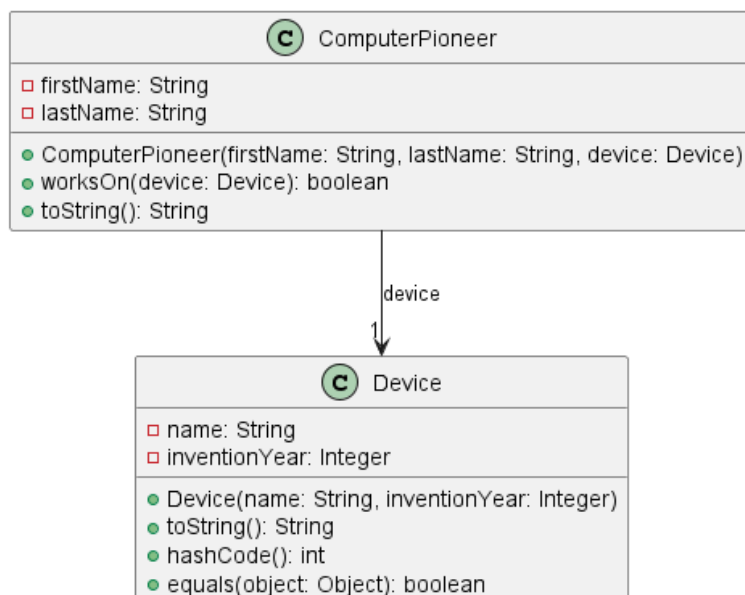 C ComputerPioneer
firstName: String
lastName: String
ComputerPioneer(firstName: String, lastName: String, device: Device)
worksOn(device: Device): boolean
toString(): String
device
1
C Device
name: String
inventionYear: Integer
Device(name: String, inventionYear: Integer)
toString(): String
hashCode(): int
equals(object: Object): boolean